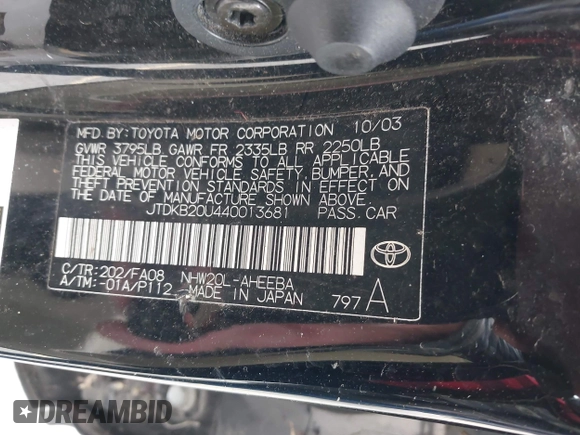 MFD. BY: TOYOTA MOTOR CORPORATION 10/03
GVWR 3795LB GAWR FR 2335LB RR 2250LB
THIS VEHICLE CONFORMS TO ALL APPLICABLE
FEDERAL MOTOR VEHICLE SAFETY, BUMPER, AND
THEFT PREVENTION STANDARDS IN EFFECT ON
THE DATE OF MANUFACTURE SHOWN ABOVE.
JTDKB20U440013681 PASS. CAR
C/TR: 202/FA08 NHW20L-AHEEBA
A/TM: -01A/P112 MADE IN JAPAN 797 A
DREAMBID